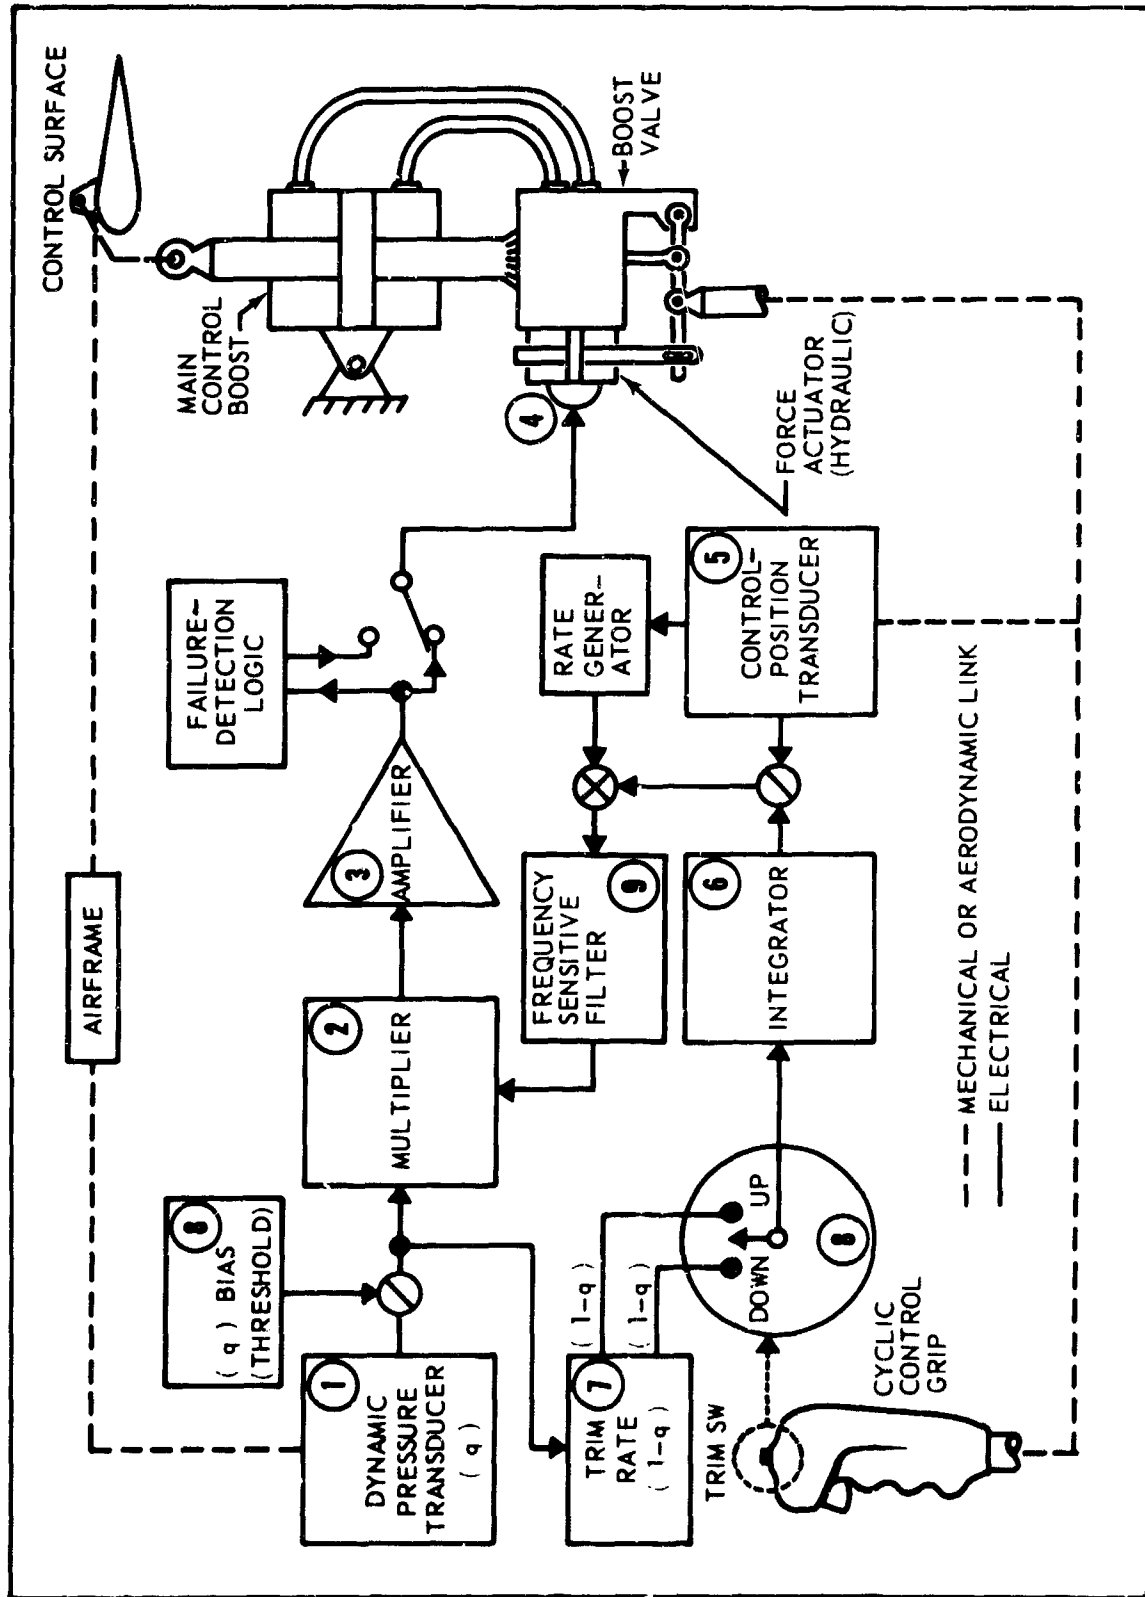 AIRFRAME
CONTROL SURFACE
8
( q ) BIAS
(THRESHOLD)
FAILURE-
DETECTION
LOGIC
MAIN
CONTROL
BOOST
1
DYNAMIC
PRESSURE
TRANSDUCER
( q )
2
MULTIPLIER
3
AMPLIFIER
4
BOOST
VALVE
7
TRIM
RATE
(1-q)
(1-q)
(1-q)
FREQUENCY
SENSITIVE
FILTER
9
RATE
GENER-
ATOR
FORCE
ACTUATOR
(HYDRAULIC)
TRIM SW
DOWN
UP
8
6
INTEGRATOR
5
CONTROL-
POSITION
TRANSDUCER
CYCLIC
CONTROL
GRIP
MECHANICAL OR AERODYNAMIC LINK
ELECTRICAL